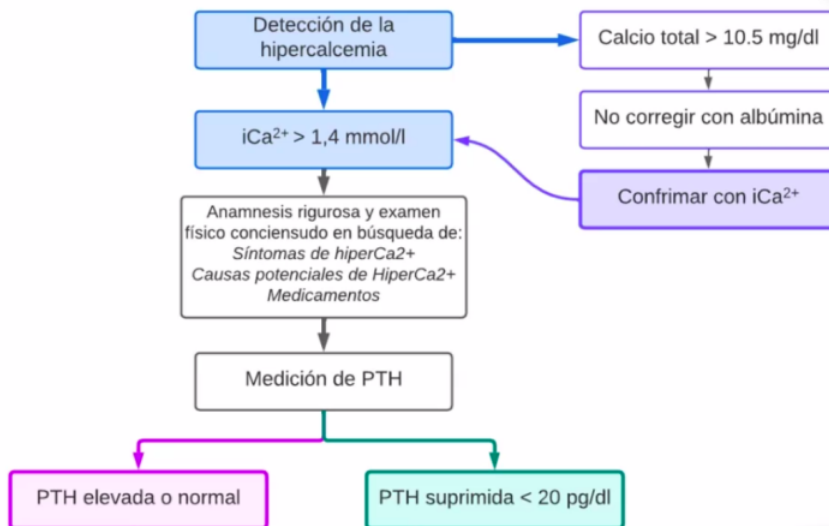 Detección de la
hipercalcemia
Calcio total > 10.5 mg/dl
No corregir con albúmina
iCa²⁺ > 1,4 mmol/l
Confrimar con iCa²⁺
Anamnesis rigurosa y examen
físico conciensudo en búsqueda de:
Síntomas de hiperCa2+
Causas potenciales de HiperCa2+
Medicamentos
Medición de PTH
PTH elevada o normal
PTH suprimida < 20 pg/dl